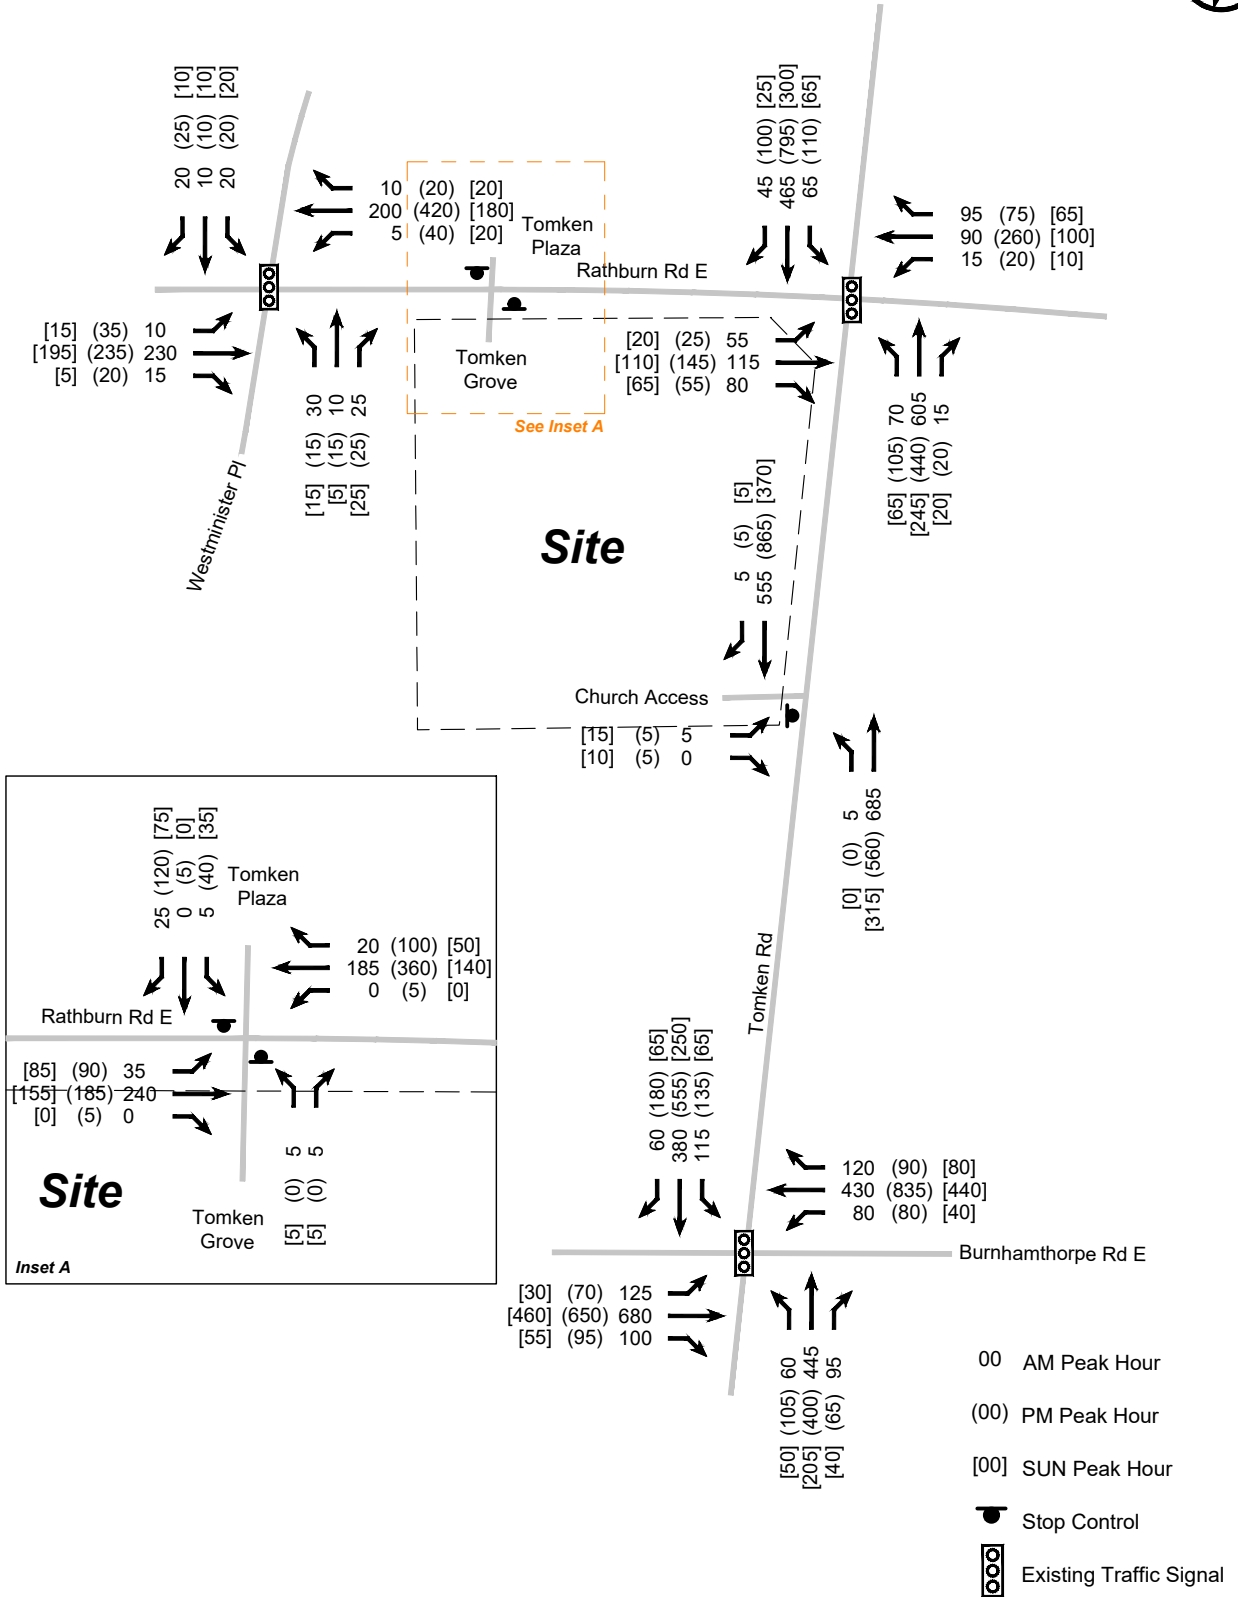 20 (25) [10]
10 (10) [10]
20 (20) [20]
10 (20) [20]
200 (420) [180]
5 (40) [20]
Tomken
Plaza
Rathburn Rd E
45 (100) [25]
465 (795) [300]
65 (110) [65]
95 (75) [65]
90 (260) [100]
15 (20) [10]
[15] (35) 10
[195] (235) 230
[5] (20) 15
[15] (15) 30
[5] (15) 10
[25] (25) 25
Westminister Pl
Tomken
Grove
See Inset A
[20] (25) 55
[110] (145) 115
[65] (55) 80
[65] (105) 70
[245] (440) 605
[20] (20) 15
Site
5 (5) [5]
555 (865) [370]
Church Access
[15] (5) 5
[10] (5) 0
[0] (0) 5
[315] (560) 685
Tomken Rd
25 (120) [75]
0 (5) [0]
5 (40) [35]
Tomken
Plaza
20 (100) [50]
185 (360) [140]
0 (5) [0]
Rathburn Rd E
[85] (90) 35
[155] (185) 240
[0] (5) 0
[5] (0) 5
[5] (0) 5
Site
Tomken
Grove
Inset A
60 (180) [65]
380 (555) [250]
115 (135) [65]
120 (90) [80]
430 (835) [440]
80 (80) [40]
Burnhamthorpe Rd E
[30] (70) 125
[460] (650) 680
[55] (95) 100
[50] (105) 60
[205] (400) 445
[40] (65) 95
00 AM Peak Hour
(00) PM Peak Hour
[00] SUN Peak Hour
Stop Control
Existing Traffic Signal